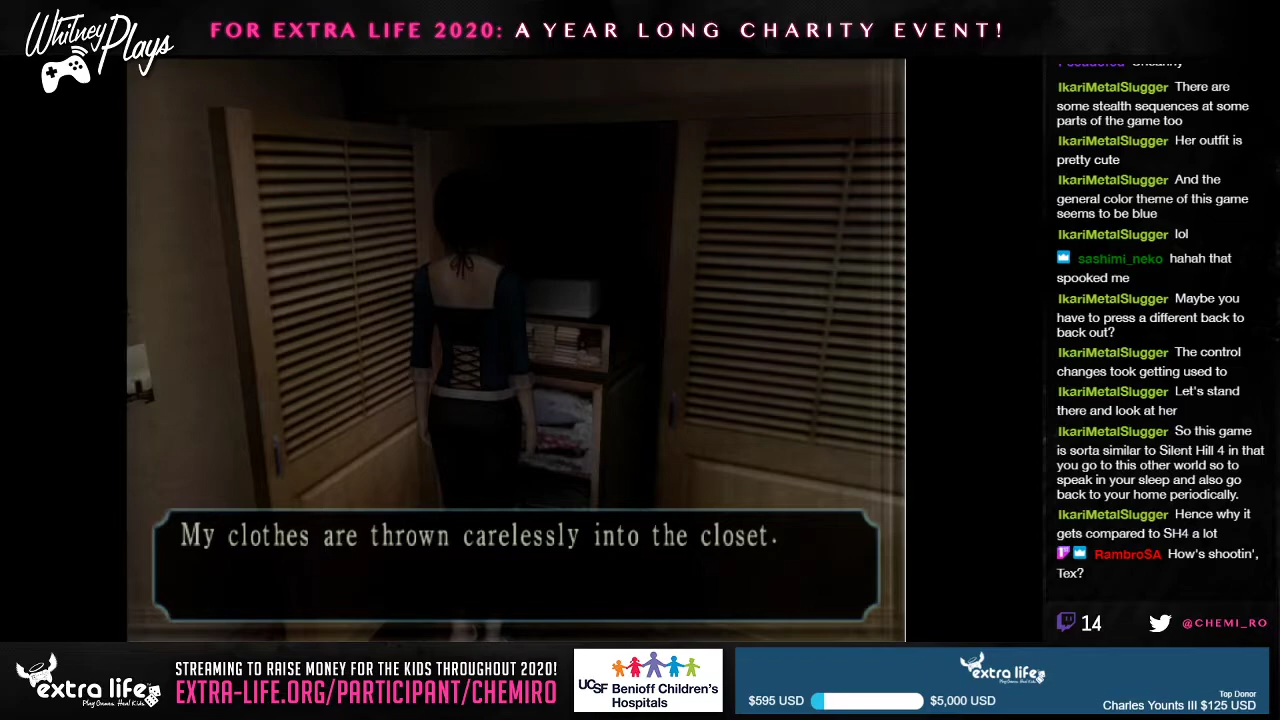 Whitney Plays
FOR EXTRA LIFE 2020: A YEAR LONG CHARITY EVENT!
IkariMetalSlugger There are
some stealth sequences at some
parts of the game too
IkariMetalSlugger Her outfit is
pretty cute
IkariMetalSlugger And the
general color theme of this game
seems to be blue
IkariMetalSlugger lol
sashimi_neko hahah that
spooked me
IkariMetalSlugger Maybe you
have to press a different back to
back out?
IkariMetalSlugger The control
changes took getting used to
IkariMetalSlugger Let's stand
there and look at her
IkariMetalSlugger So this game
is sorta similar to Silent Hill 4 in that
you go to this other world so to
speak in your sleep and also go
back to your home periodically.
IkariMetalSlugger Hence why it
gets compared to SH4 a lot
RambroSA How's shootin',
Tex?
My clothes are thrown carelessly into the closet.
14
@CHEMI_RO
extra life
Play Games. Heal Kids.
STREAMING TO RAISE MONEY FOR THE KIDS THROUGHOUT 2020!
EXTRA-LIFE.ORG/PARTICIPANT/CHEMIRO
UCSF Benioff Children's
Hospitals
extra life
Play Games. Heal Kids.
$595 USD
$5,000 USD
Top Donor
Charles Younts III $125 USD